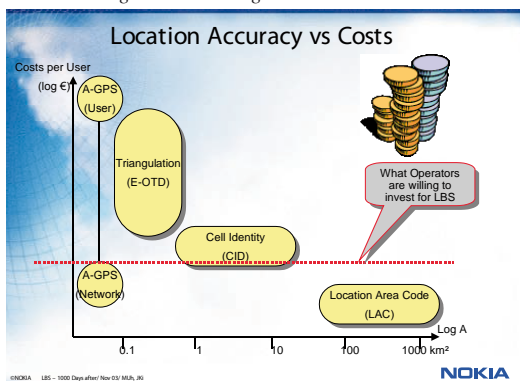 Location Accuracy vs Costs
Costs per User
(log €)
A-GPS
(User)
Triangulation
(E-OTD)
What Operators
are willing to
invest for LBS
Cell Identity
(CID)
A-GPS
(Network)
Location Area Code
(LAC)
Log A
0.1
1
10
100
1000 km²
©NOKIA LBS – 1000 Days after/ Nov 03/ MUh, JKi
NOKIA